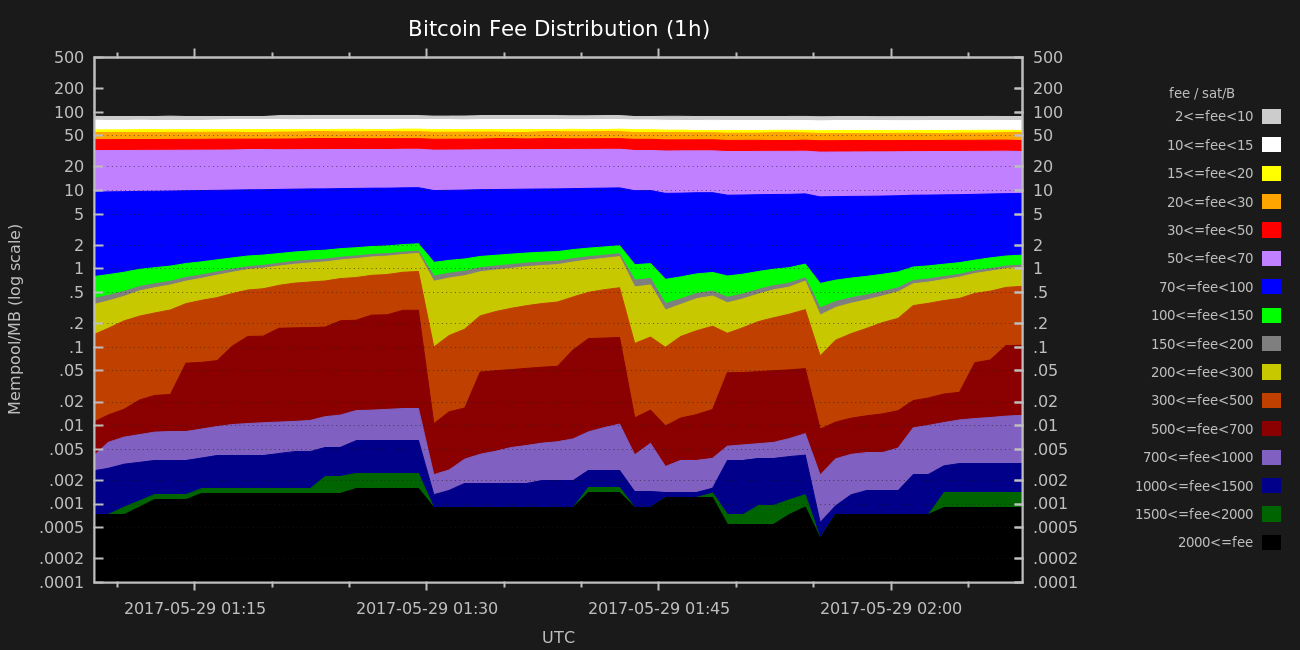 Bitcoin Fee Distribution (1h)
500 500
200 200
100 100
50 50
20 20
10 10
5 5
2 2
1 1
.5 .5
.2 .2
.1 .1
.05 .05
.02 .02
.01 .01
.005 .005
.002 .002
.001 .001
.0005 .0005
.0002 .0002
.0001 .0001
Mempool/MB (log scale)
2017-05-29 01:15 2017-05-29 01:30 2017-05-29 01:45 2017-05-29 02:00
UTC
fee / sat/B
2<=fee<10
10<=fee<15
15<=fee<20
20<=fee<30
30<=fee<50
50<=fee<70
70<=fee<100
100<=fee<150
150<=fee<200
200<=fee<300
300<=fee<500
500<=fee<700
700<=fee<1000
1000<=fee<1500
1500<=fee<2000
2000<=fee